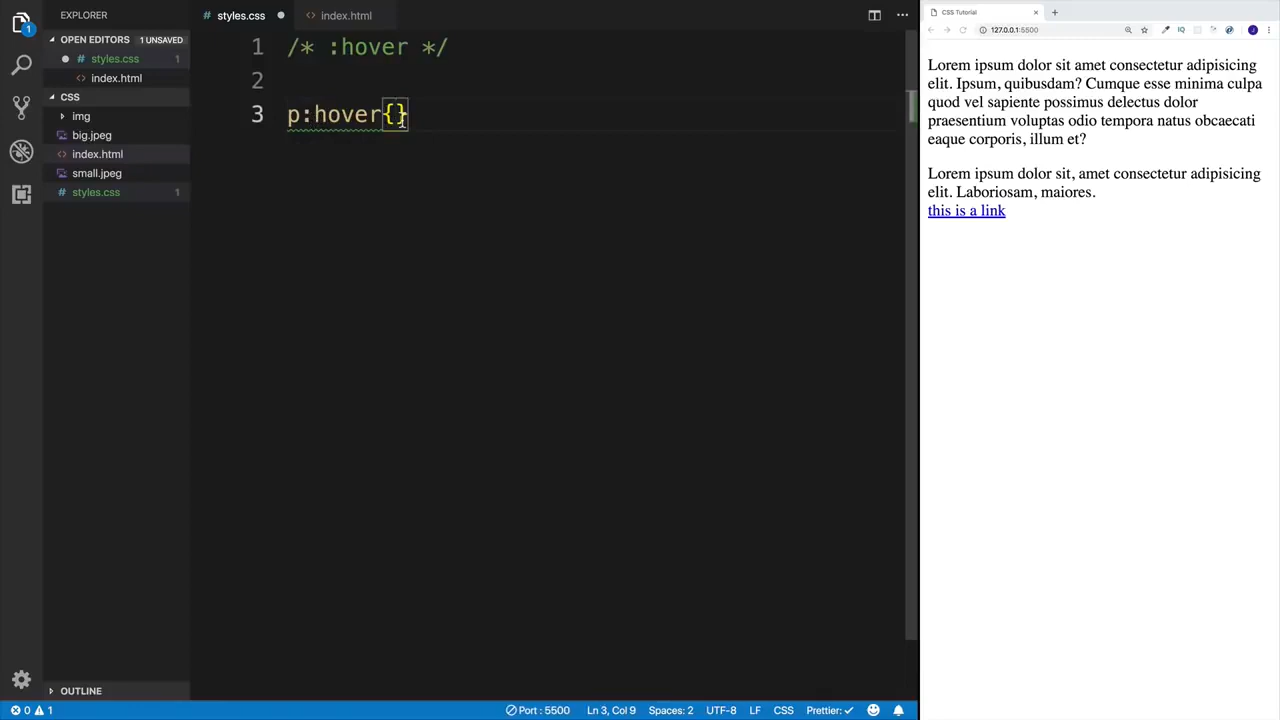 EXPLORER
OPEN EDITORS 1 UNSAVED
# styles.css 1
<> index.html
CSS
img
big.jpeg
<> index.html
small.jpeg
# styles.css 1
OUTLINE
# styles.css
<> index.html
1 /* :hover */
2
3 p:hover{}
0 1
Port : 5500 Ln 3, Col 9 Spaces: 2 UTF-8 LF CSS Prettier: ✓
1
CSS Tutorial
127.0.0.1:5500
IQ
J
Lorem ipsum dolor sit amet consectetur adipisicing
elit. Ipsum, quibusdam? Cumque esse minima culpa
quod vel sapiente possimus delectus dolor
praesentium voluptas odio tempora natus obcaecati
eaque corporis, illum et?
Lorem ipsum dolor sit, amet consectetur adipisicing
elit. Laboriosam, maiores.
this is a link